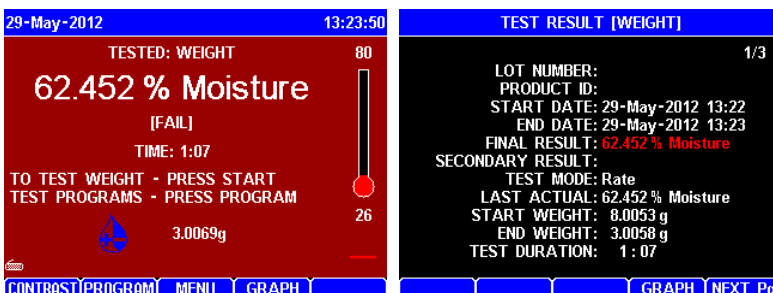 29-May-2012 13:23:50
TESTED: WEIGHT 80
62.452 % Moisture
[FAIL]
TIME: 1:07
TO TEST WEIGHT - PRESS START
TEST PROGRAMS - PRESS PROGRAM
26
3.0069g
CONTRAST PROGRAM MENU GRAPH
TEST RESULT [WEIGHT]
1/3
LOT NUMBER:
PRODUCT ID:
START DATE: 29-May-2012 13:22
END DATE: 29-May-2012 13:23
FINAL RESULT: 62.452 % Moisture
SECONDARY RESULT:
TEST MODE: Rate
LAST ACTUAL: 62.452 % Moisture
START WEIGHT: 8.0053 g
END WEIGHT: 3.0058 g
TEST DURATION: 1:07
GRAPH NEXT